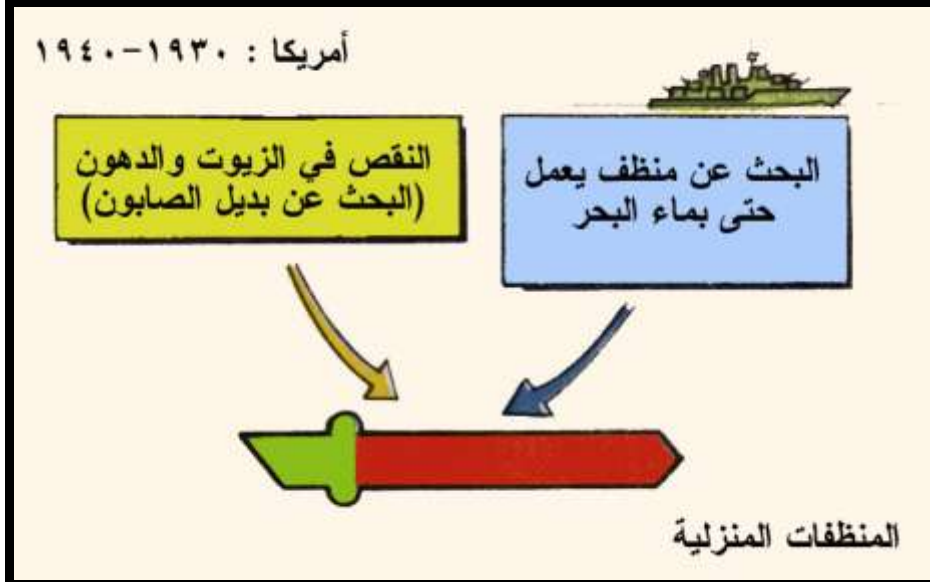 أمريكا : ١٩٣٠-١٩٤٠
البحث عن منظف يعمل
حتى بماء البحر
النقص في الزيوت والدهون
(البحث عن بديل الصابون)
المنظفات المنزلية